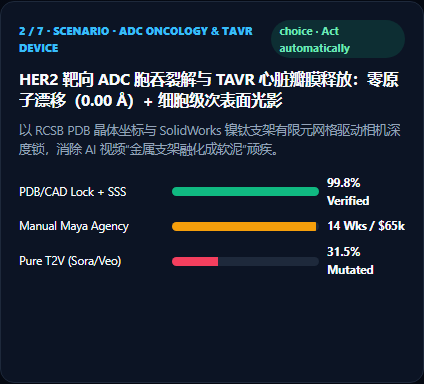 2 / 7 · SCENARIO · ADC ONCOLOGY & TAVR
DEVICE
choice · Act
automatically
HER2 靶向 ADC 胞吞裂解与 TAVR 心脏瓣膜释放：零原
子漂移（0.00 Å）+ 细胞级次表面光影
以 RCSB PDB 晶体坐标与 SolidWorks 镍钛支架有限元网格驱动相机深
度锁，消除 AI 视频“金属支架融化成软泥”顽疾。
PDB/CAD Lock + SSS
99.8%
Verified
Manual Maya Agency
14 Wks / $65k
Pure T2V (Sora/Veo)
31.5%
Mutated